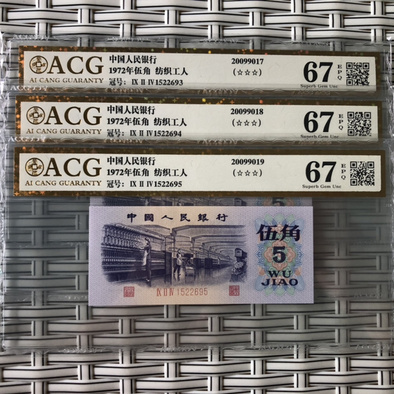 ACG
AI CANG GUARANTY
中国人民银行
1972年伍角 纺织工人
冠号: IX II IV 1522693
20099017
(☆☆☆)
67
EPQ
Superb Gem Unc
ACG
AI CANG GUARANTY
中国人民银行
1972年伍角 纺织工人
冠号: IX II IV 1522694
20099018
(☆☆☆)
67
EPQ
Superb Gem Unc
ACG
AI CANG GUARANTY
中国人民银行
1972年伍角 纺织工人
冠号: IX II IV 1522695
20099019
(☆☆☆)
67
EPQ
Superb Gem Unc
中国人民银行
伍角
5
WU
JIAO
IX II IV 1522695